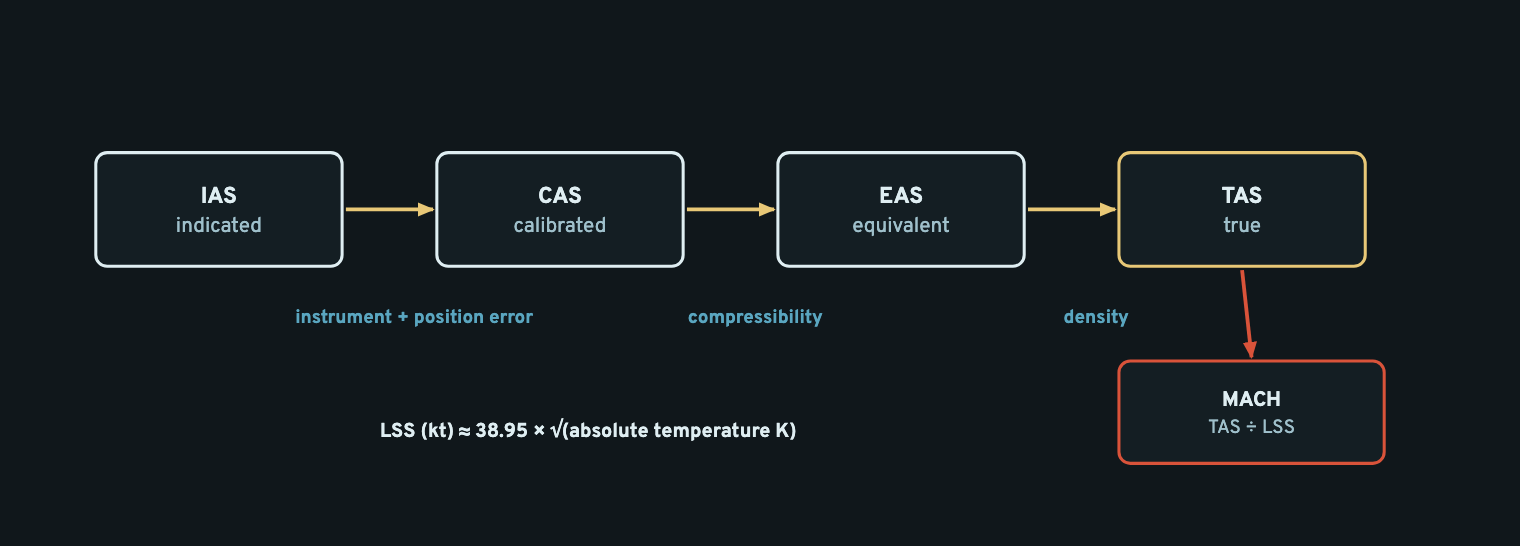 IAS
indicated
CAS
calibrated
EAS
equivalent
TAS
true
instrument + position error
compressibility
density
MACH
TAS ÷ LSS
LSS (kt) ≈ 38.95 × √(absolute temperature K)